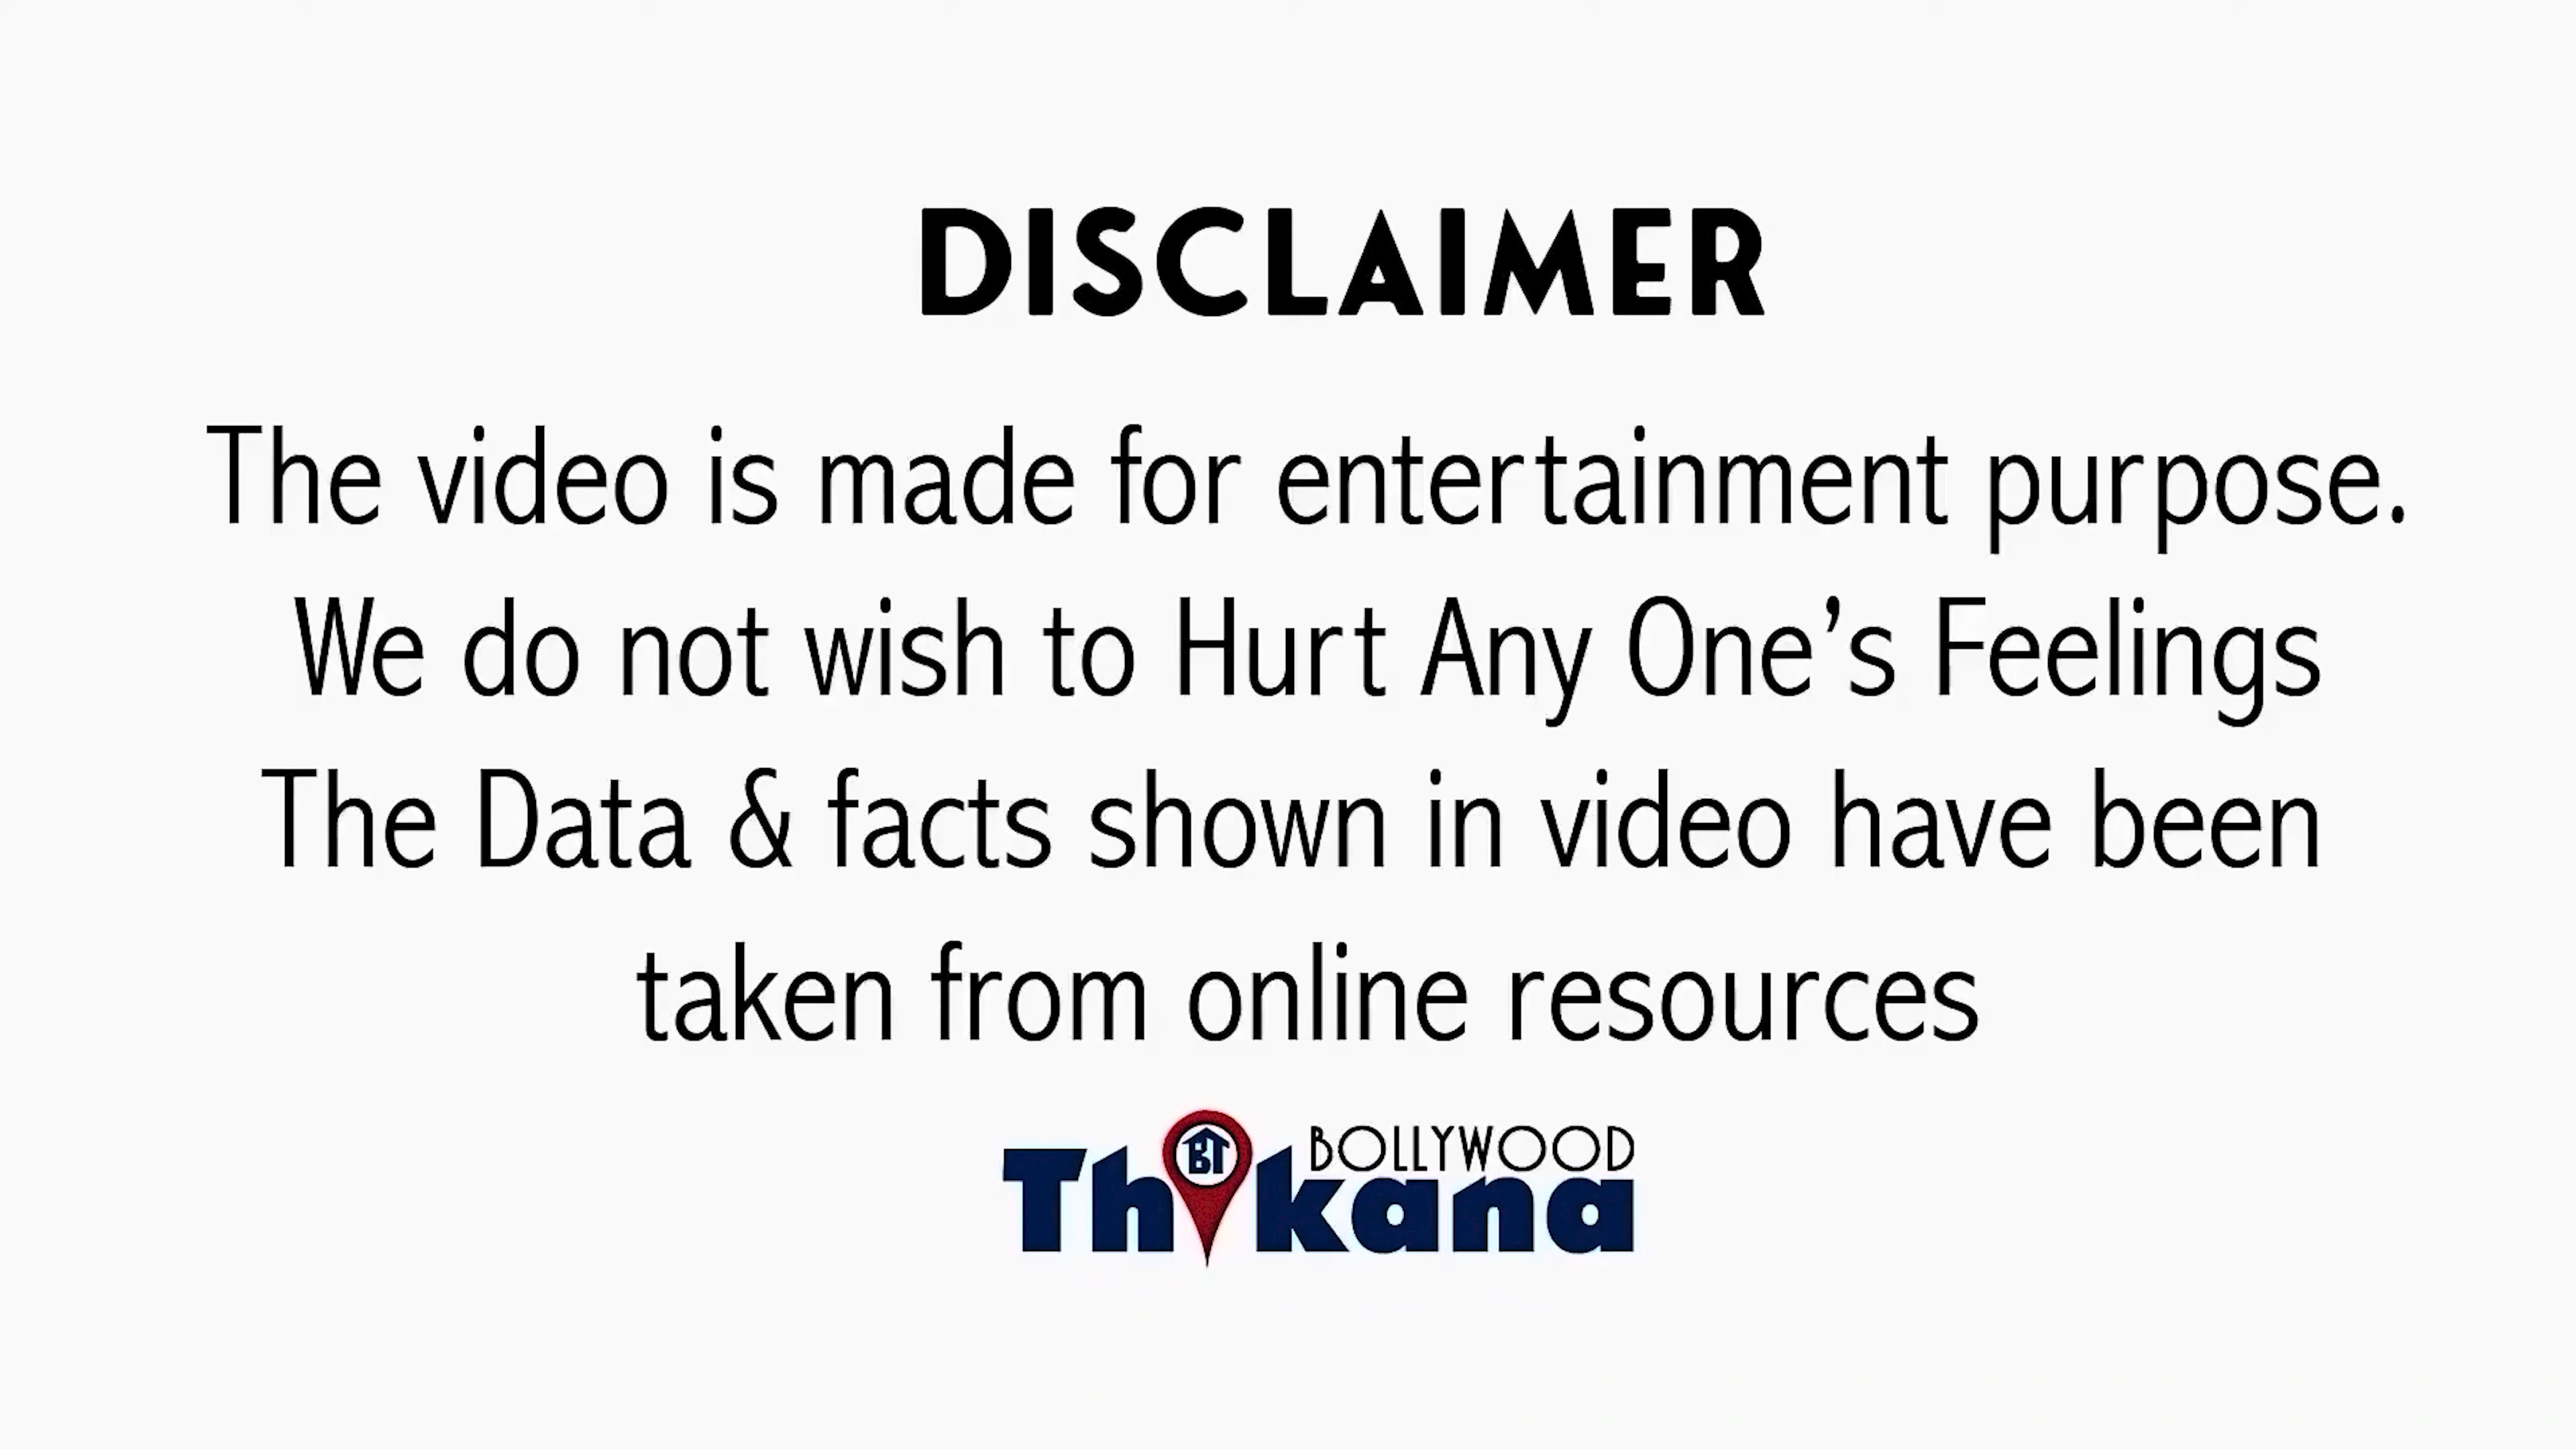 DISCLAIMER
The video is made for entertainment purpose.
We do not wish to Hurt Any One’s Feelings
The Data & facts shown in video have been
taken from online resources
BT
BOLLYWOOD
Thikana